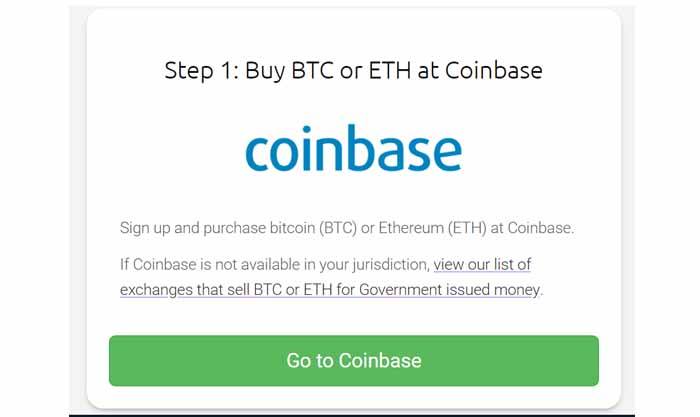 Step 1: Buy BTC or ETH at Coinbase
coinbase
Sign up and purchase bitcoin (BTC) or Ethereum (ETH) at Coinbase.
If Coinbase is not available in your jurisdiction, view our list of
exchanges that sell BTC or ETH for Government issued money.
Go to Coinbase